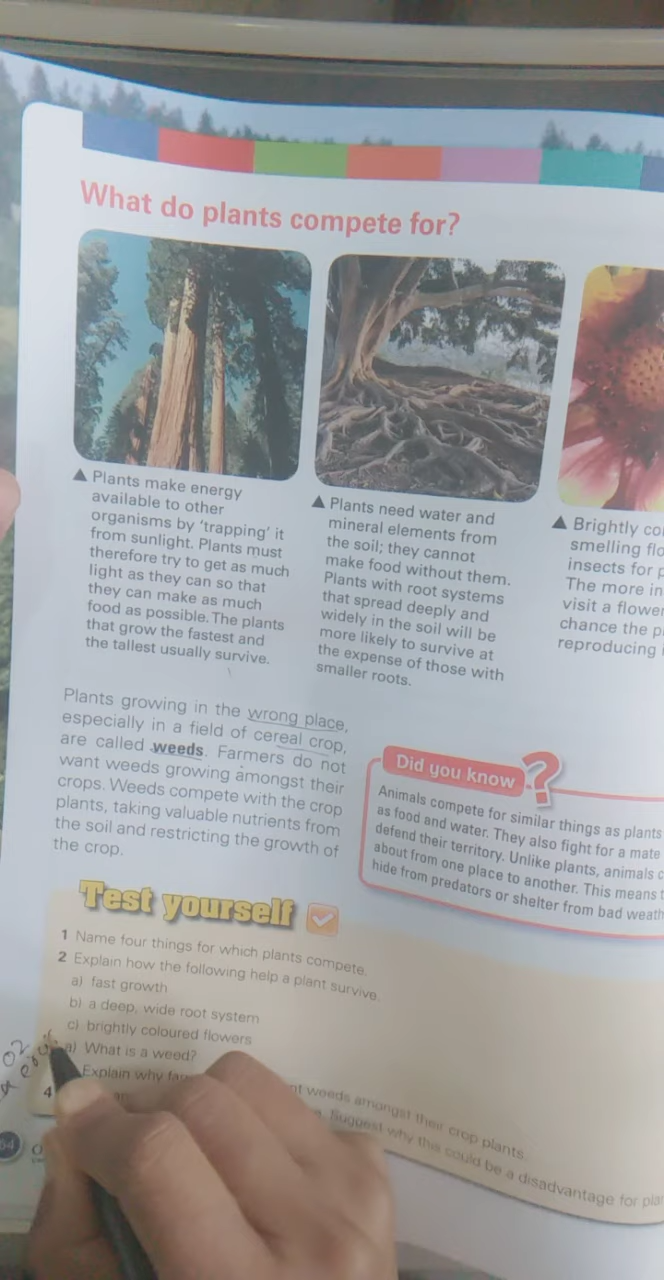 What do plants compete for?
▲ Plants make energy
available to other
organisms by 'trapping' it
from sunlight. Plants must
therefore try to get as much
light as they can so that
they can make as much
food as possible. The plants
that grow the fastest and
the tallest usually survive.
▲ Plants need water and
mineral elements from
the soil; they cannot
make food without them.
Plants with root systems
that spread deeply and
widely in the soil will be
more likely to survive at
the expense of those with
smaller roots.
▲ Brightly co
smelling flo
insects for p
The more in
visit a flower
chance the p
reproducing
Plants growing in the wrong place,
especially in a field of cereal crop,
are called weeds. Farmers do not
want weeds growing amongst their
crops. Weeds compete with the crop
plants, taking valuable nutrients from
the soil and restricting the growth of
the crop.
Did you know ?
Animals compete for similar things as plants
as food and water. They also fight for a mate
defend their territory. Unlike plants, animals c
about from one place to another. This means t
hide from predators or shelter from bad weath
Test yourself
1 Name four things for which plants compete.
2 Explain how the following help a plant survive.
a) fast growth
b) a deep, wide root system
c) brightly coloured flowers
a) What is a weed?
Explain why far nt weeds amongst their crop plants.
4 an Suggest why this could be a disadvantage for pla
64
O2